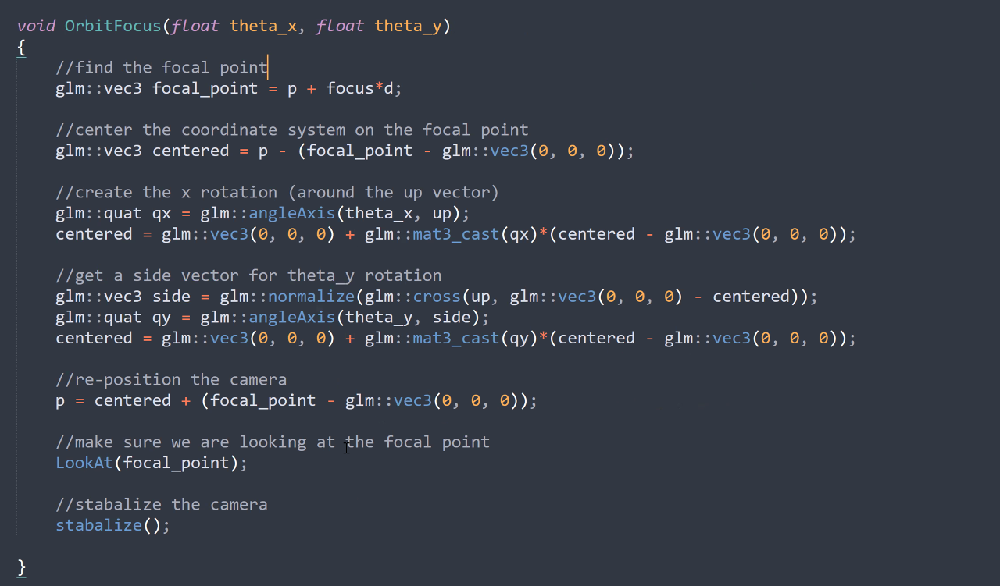 void OrbitFocus(float theta_x, float theta_y)
{
    //find the focal point
    glm::vec3 focal_point = p + focus*d;

    //center the coordinate system on the focal point
    glm::vec3 centered = p - (focal_point - glm::vec3(0, 0, 0));

    //create the x rotation (around the up vector)
    glm::quat qx = glm::angleAxis(theta_x, up);
    centered = glm::vec3(0, 0, 0) + glm::mat3_cast(qx)*(centered - glm::vec3(0, 0, 0));

    //get a side vector for theta_y rotation
    glm::vec3 side = glm::normalize(glm::cross(up, glm::vec3(0, 0, 0) - centered));
    glm::quat qy = glm::angleAxis(theta_y, side);
    centered = glm::vec3(0, 0, 0) + glm::mat3_cast(qy)*(centered - glm::vec3(0, 0, 0));

    //re-position the camera
    p = centered + (focal_point - glm::vec3(0, 0, 0));

    //make sure we are looking at the focal point
    LookAt(focal_point);

    //stabalize the camera
    stabalize();

}